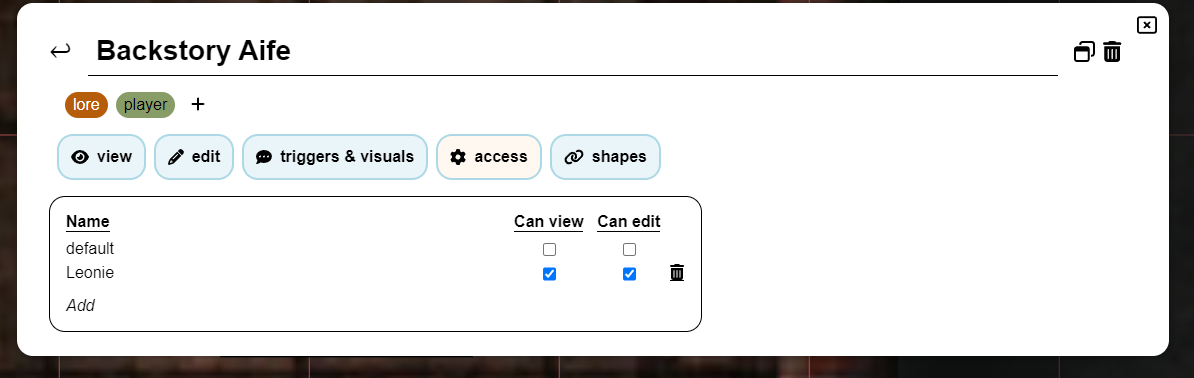 Backstory Aife
lore player +
view edit triggers & visuals access shapes
Name Can view Can edit
default
Leonie
Add